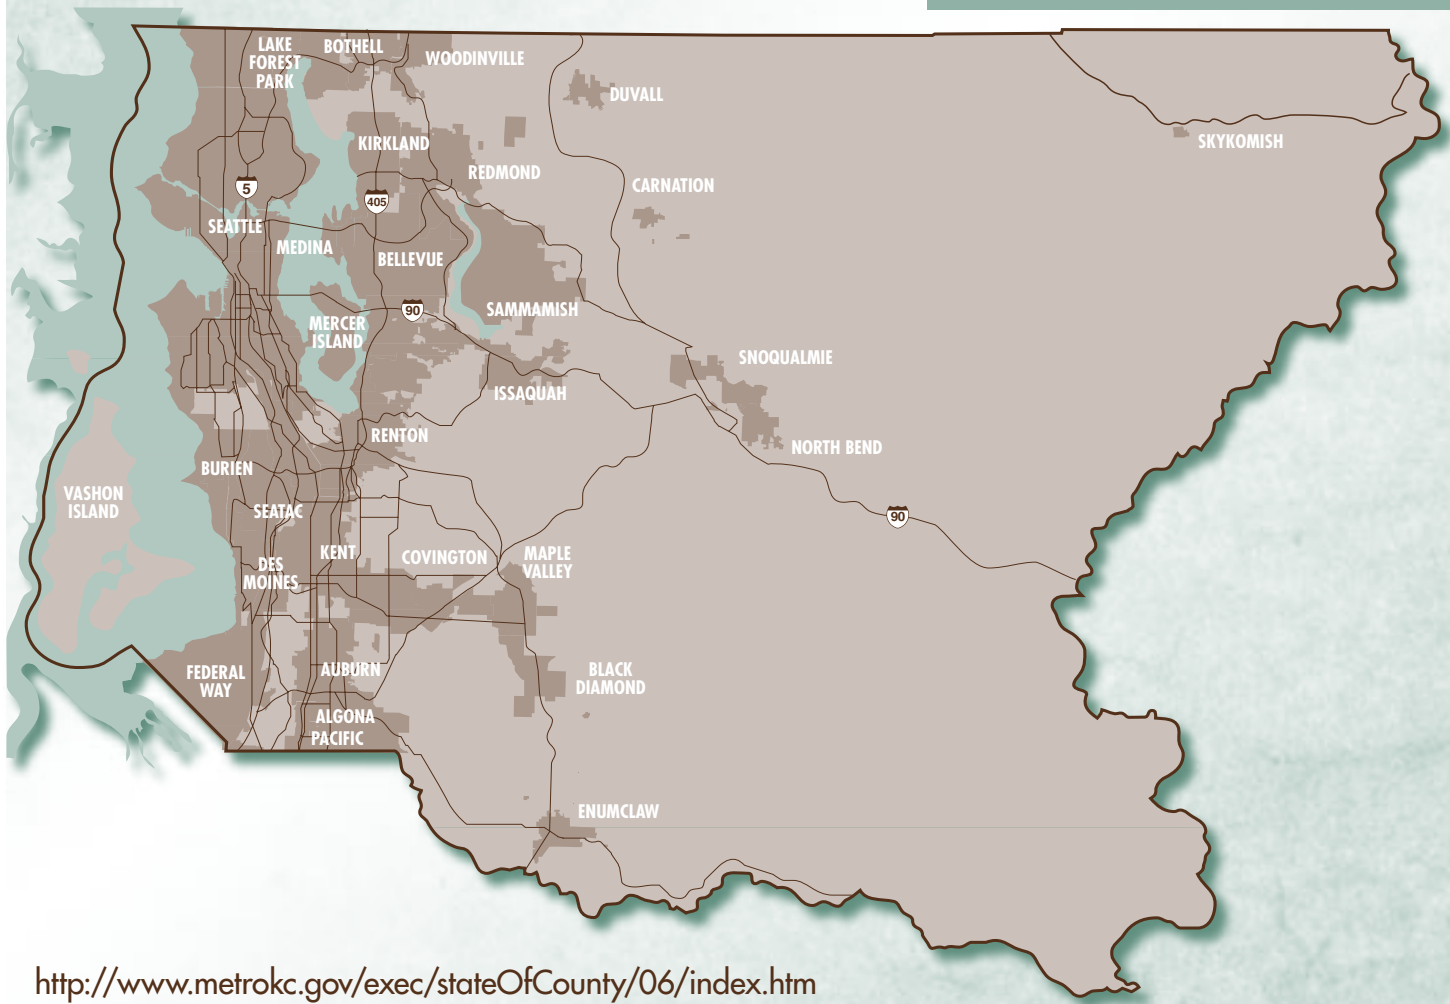 LAKE
FOREST
PARK
BOTHELL
WOODINVILLE
DUVALL
SKYKOMISH
KIRKLAND
REDMOND
CARNATION
5
405
SEATTLE
MEDINA
BELLEVUE
90
SAMMAMISH
MERCER
ISLAND
SNOQUALMIE
ISSAQUAH
RENTON
NORTH BEND
BURIEN
VASHON
ISLAND
SEATAC
90
KENT
COVINGTON
MAPLE
VALLEY
DES
MOINES
FEDERAL
WAY
AUBURN
BLACK
DIAMOND
ALGONA
PACIFIC
ENUMCLAW
http://www.metrokc.gov/exec/stateOfCounty/06/index.htm